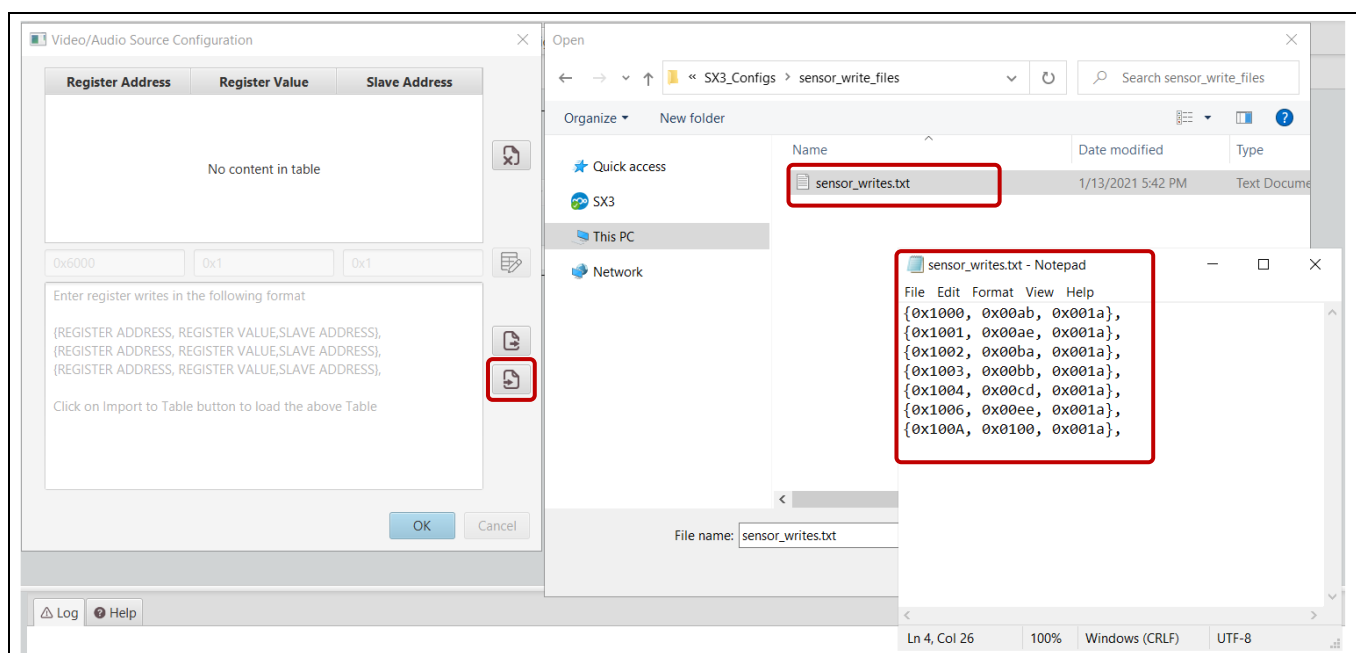 Video/Audio Source Configuration
Register Address Register Value Slave Address
No content in table
0x6000 0x1 0x1
Enter register writes in the following format
{REGISTER ADDRESS, REGISTER VALUE,SLAVE ADDRESS},
{REGISTER ADDRESS, REGISTER VALUE,SLAVE ADDRESS},
{REGISTER ADDRESS, REGISTER VALUE,SLAVE ADDRESS},
Click on Import to Table button to load the above Table
OK Cancel
Log Help
Open
« SX3_Configs > sensor_write_files
Search sensor_write_files
Organize New folder
Quick access
SX3
This PC
Network
Name Date modified Type
sensor_writes.txt 1/13/2021 5:42 PM Text Docume
File name: sensor_writes.txt
sensor_writes.txt - Notepad
File Edit Format View Help
{0x1000, 0x00ab, 0x001a},
{0x1001, 0x00ae, 0x001a},
{0x1002, 0x00ba, 0x001a},
{0x1003, 0x00bb, 0x001a},
{0x1004, 0x00cd, 0x001a},
{0x1006, 0x00ee, 0x001a},
{0x100A, 0x0100, 0x001a},
Ln 4, Col 26 100% Windows (CRLF) UTF-8